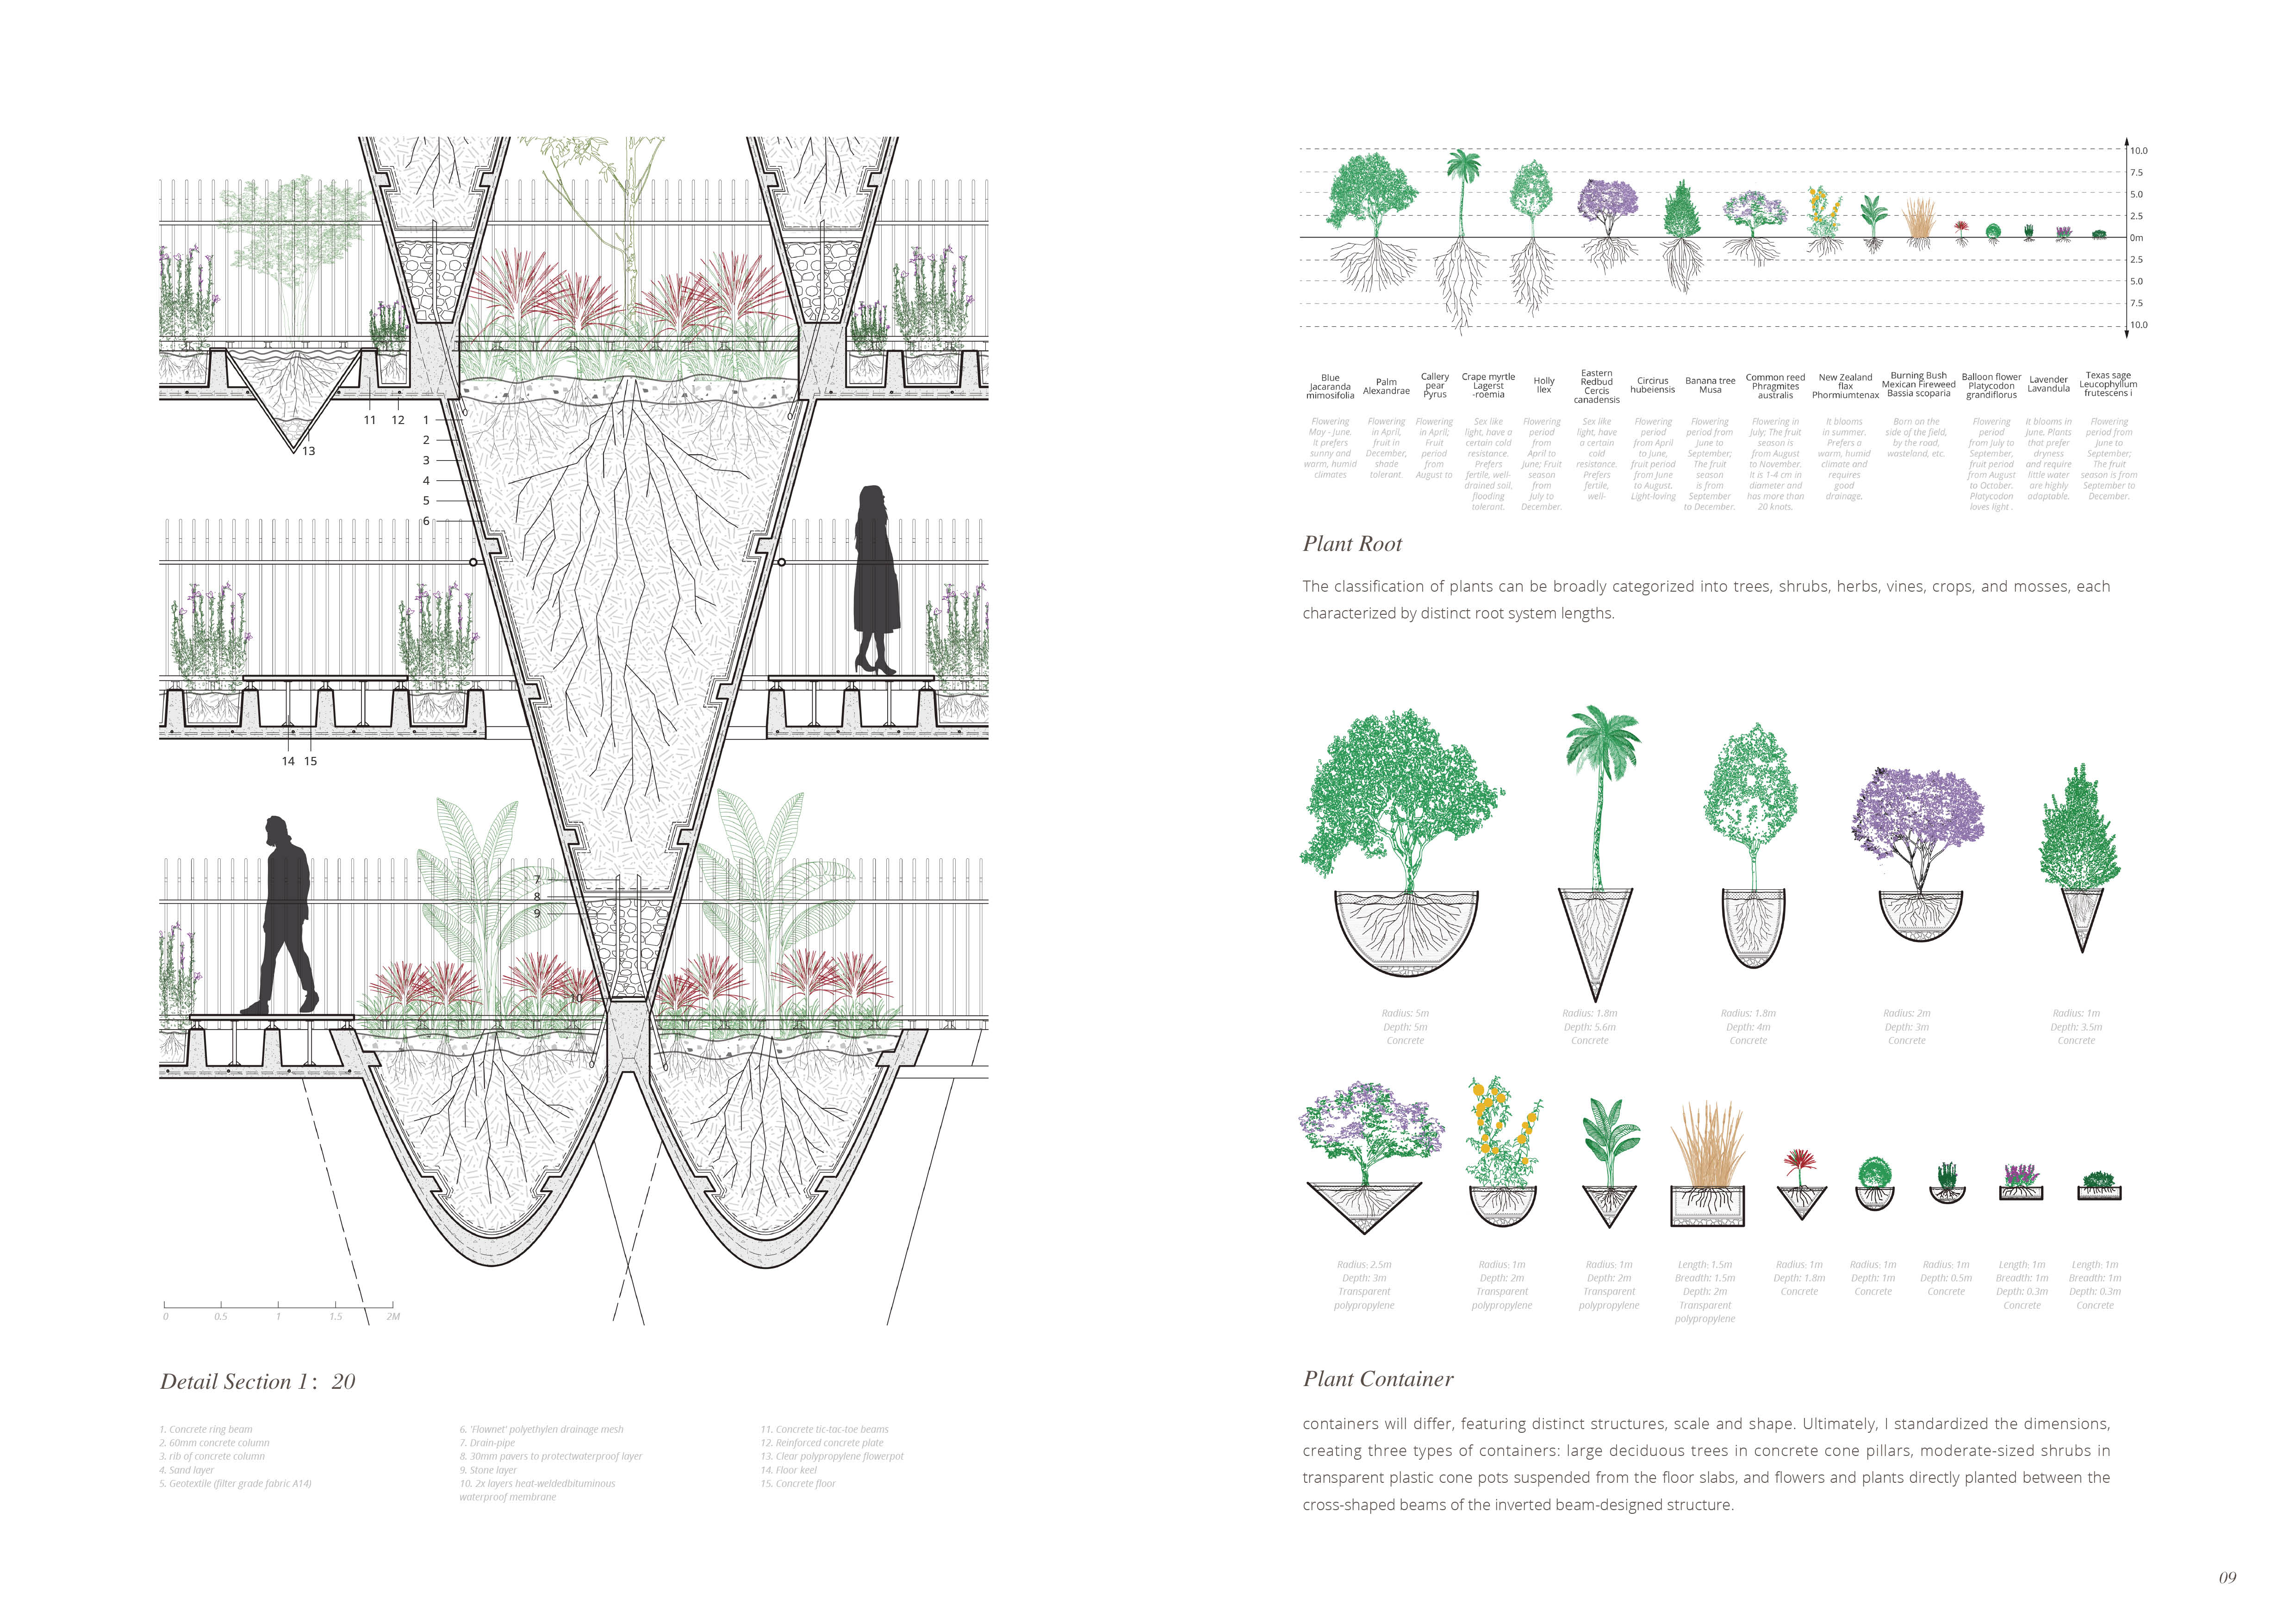 1
2
3
4
5
6
7
8
9
10
11 12
13
14 15
0 0.5 1 1.5 2M
Detail Section 1: 20
1. Concrete ring beam
2. 60mm concrete column
3. rib of concrete column
4. Sand layer
5. Geotextile (filter grade fabric A14)
6. 'Flownet' polyethylen drainage mesh
7. Drain-pipe
8. 30mm pavers to protectwaterproof layer
9. Stone layer
10. 2x layers heat-weldedbituminous
waterproof membrane
11. Concrete tic-tac-toe beams
12. Reinforced concrete plate
13. Clear polypropylene flowerpot
14. Floor keel
15. Concrete floor
10.0
7.5
5.0
2.5
0m
2.5
5.0
7.5
10.0
Blue
Jacaranda
mimosifolia
Flowering
May - June.
It prefers
sunny and
warm, humid
climates
Palm
Alexandrae
Flowering
in April,
fruit in
December,
shade
tolerant.
Callery
pear
Pyrus
Flowering
in April;
Fruit
period
from
August to
Crape myrtle
Lagerst
-roemia
Sex like
light, have a
certain cold
resistance.
Prefers
fertile, well-
drained soil,
flooding
tolerant.
Holly
Ilex
Flowering
period
from
April to
June; Fruit
season
from
July to
December.
Eastern
Redbud
Cercis
canadensis
Sex like
light, have
a certain
cold
resistance.
Prefers
fertile,
well-
Circirus
hubeiensis
Flowering
period
from April
to June,
fruit period
from June
to August.
Light-loving
Banana tree
Musa
Flowering
period from
June to
September;
The fruit
season
is from
September
to December.
Common reed
Phragmites
australis
Flowering in
July; The fruit
season is
from August
to November.
It is 1-4 cm in
diameter and
has more than
20 knots.
New Zealand
flax
Phormiumtenax
It blooms
in summer.
Prefers a
warm, humid
climate and
requires
good
drainage.
Burning Bush
Mexican Fireweed
Bassia scoparia
Born on the
side of the field,
by the road,
wasteland, etc.
Balloon flower
Platycodon
grandiflorus
Flowering
period
from July to
September,
fruit period
from August
to October.
Platycodon
loves light .
Lavender
Lavandula
It blooms in
June. Plants
that prefer
dryness
and require
little water
are highly
adaptable.
Texas sage
Leucophyllum
frutescens i
Flowering
period from
June to
September;
The fruit
season is from
September to
December.
Plant Root
The classification of plants can be broadly categorized into trees, shrubs, herbs, vines, crops, and mosses, each
characterized by distinct root system lengths.
Radius: 5m
Depth: 5m
Concrete
Radius: 1.8m
Depth: 5.6m
Concrete
Radius: 1.8m
Depth: 4m
Concrete
Radius: 2m
Depth: 3m
Concrete
Radius: 1m
Depth: 3.5m
Concrete
Radius: 2.5m
Depth: 3m
Transparent
polypropylene
Radius: 1m
Depth: 2m
Transparent
polypropylene
Radius: 1m
Depth: 2m
Transparent
polypropylene
Length: 1.5m
Breadth: 1.5m
Depth: 2m
Transparent
polypropylene
Radius: 1m
Depth: 1.8m
Concrete
Radius: 1m
Depth: 1m
Concrete
Radius: 1m
Depth: 0.5m
Concrete
Length: 1m
Breadth: 1m
Depth: 0.3m
Concrete
Length: 1m
Breadth: 1m
Depth: 0.3m
Concrete
Plant Container
containers will differ, featuring distinct structures, scale and shape. Ultimately, I standardized the dimensions,
creating three types of containers: large deciduous trees in concrete cone pillars, moderate-sized shrubs in
transparent plastic cone pots suspended from the floor slabs, and flowers and plants directly planted between the
cross-shaped beams of the inverted beam-designed structure.
09